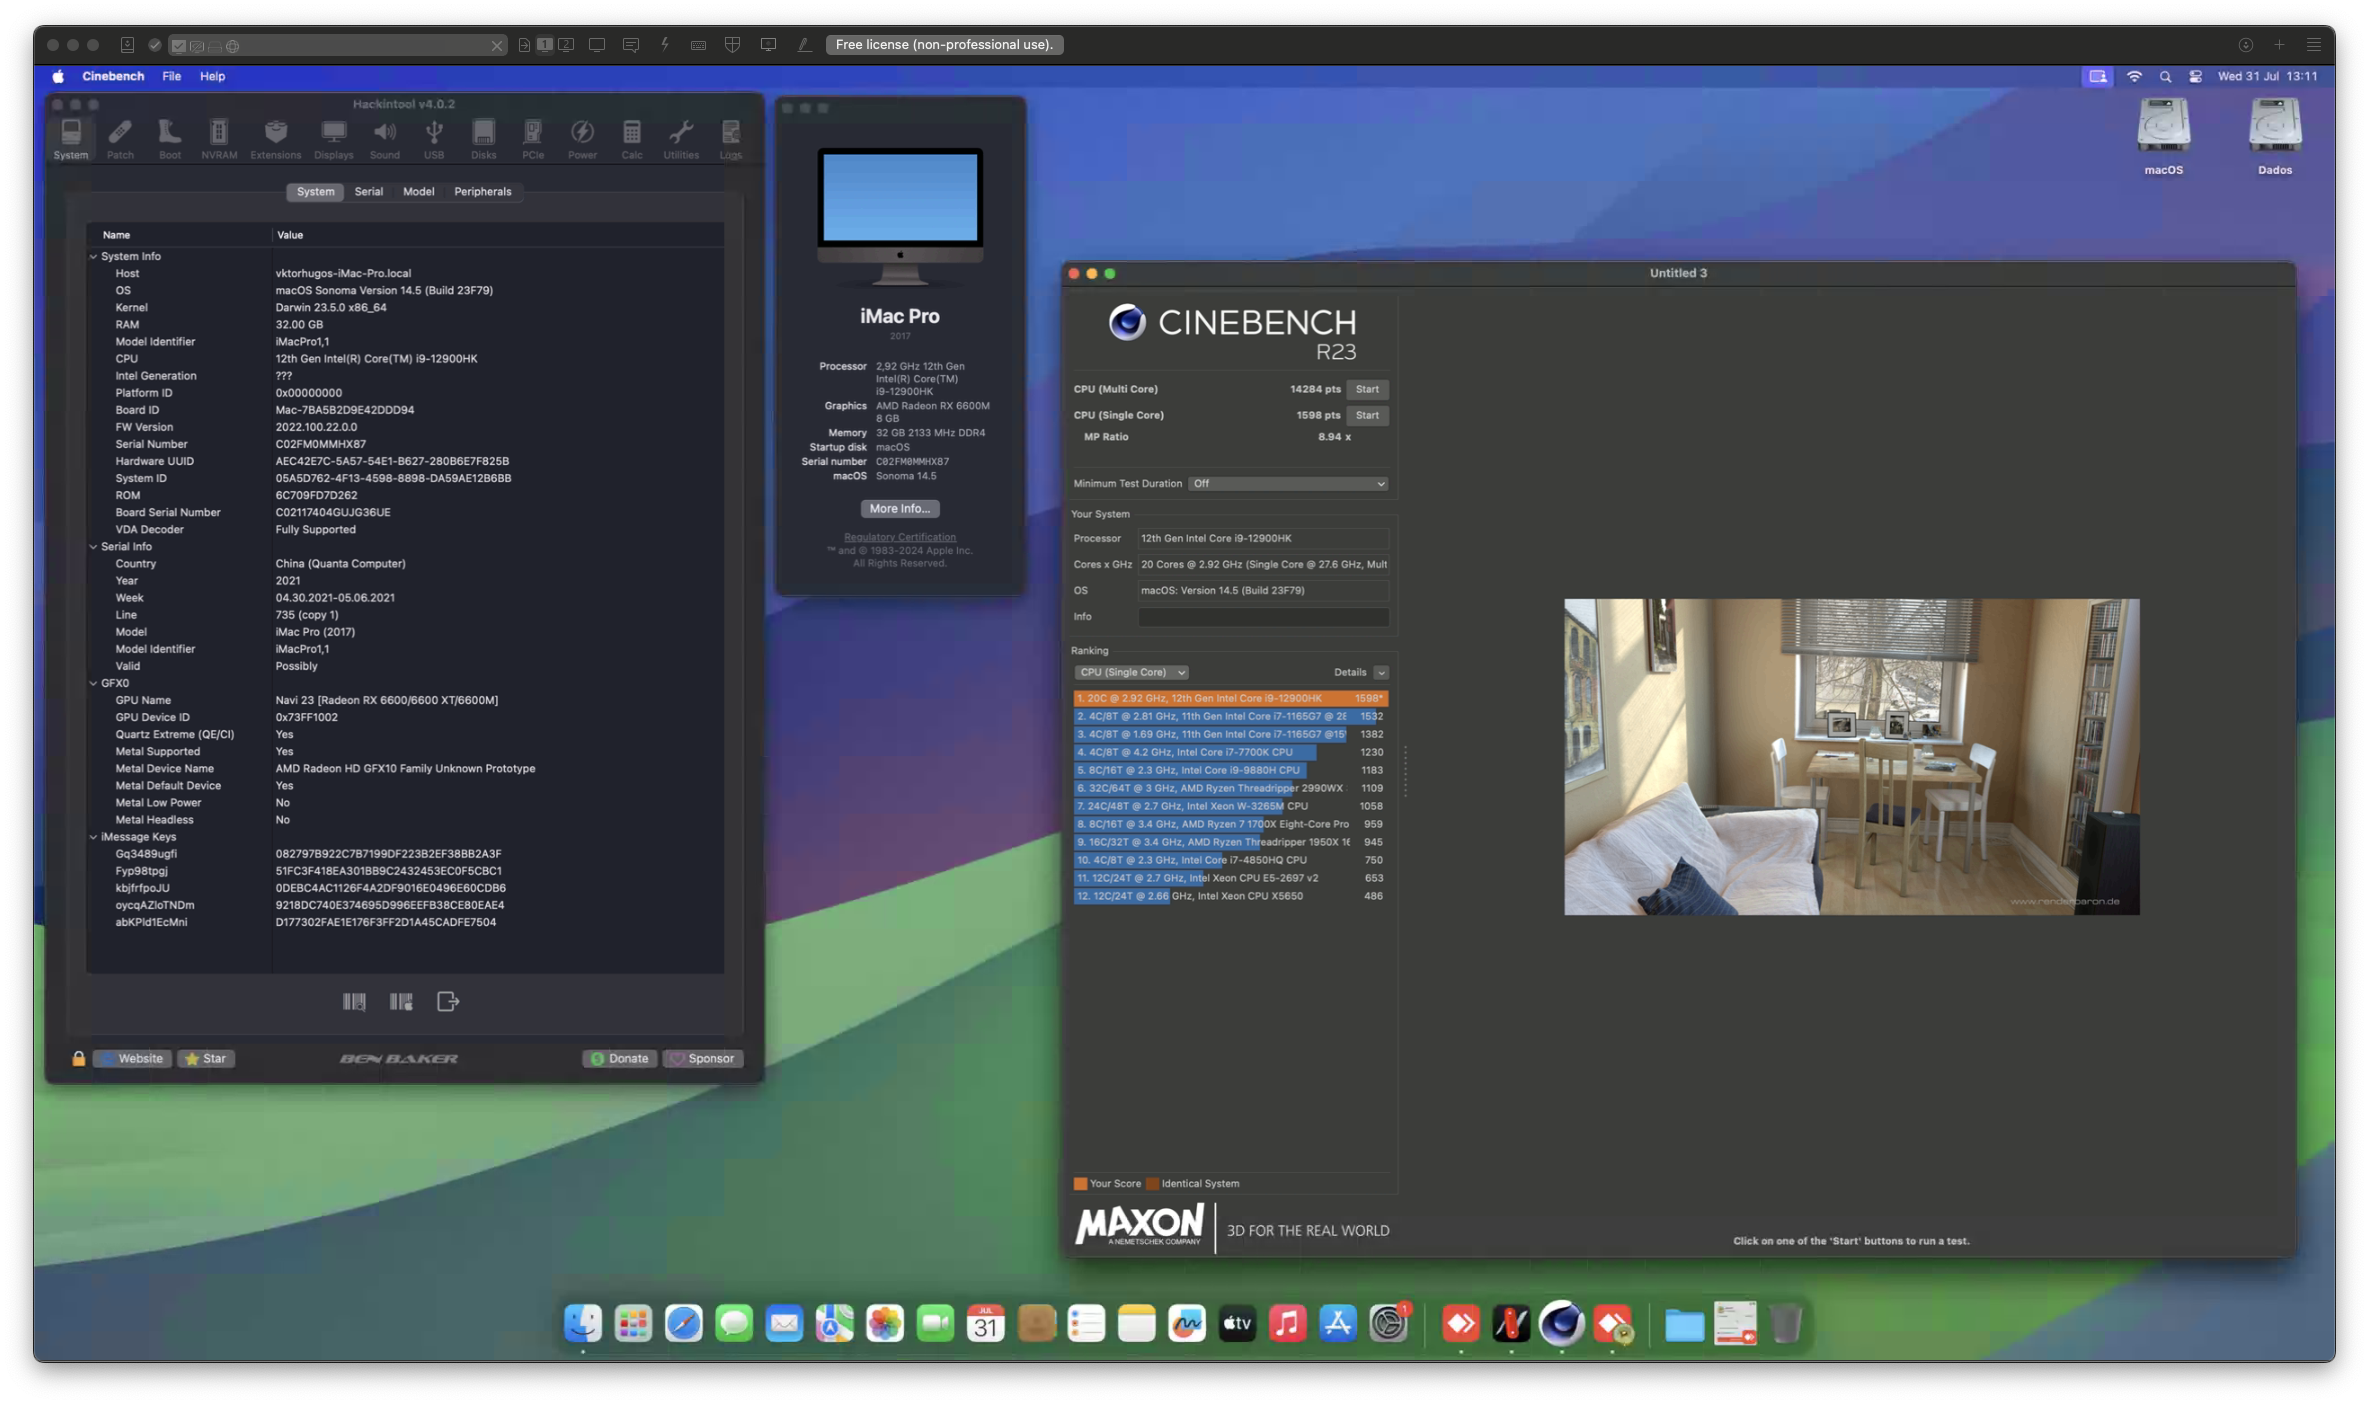 Free license (non-professional use).
Cinebench File Help
Wed 31 Jul 13:11
Hackintool v4.0.2
System Patch Boot NVRAM Extensions Displays Sound USB Disks PCIe Power Calc Utilities Logs
System Serial Model Peripherals
Name Value
System Info
Host vktorhugos-iMac-Pro.local
OS macOS Sonoma Version 14.5 (Build 23F79)
Kernel Darwin 23.5.0 x86_64
RAM 32.00 GB
Model Identifier iMacPro1,1
CPU 12th Gen Intel(R) Core(TM) i9-12900HK
Intel Generation ???
Platform ID 0x00000000
Board ID Mac-7BA5B2D9E42DDD94
FW Version 2022.100.22.0.0
Serial Number C02FM0MMHX87
Hardware UUID AEC42E7C-5A57-54E1-B627-280B6E7F825B
System ID 05A5D762-4F13-4598-8898-DA59AE12B6BB
ROM 6C709FD7D262
Board Serial Number C02117404GUJG36UE
VDA Decoder Fully Supported
Serial Info
Country China (Quanta Computer)
Year 2021
Week 04.30.2021-05.06.2021
Line 735 (copy 1)
Model iMac Pro (2017)
Model Identifier iMacPro1,1
Valid Possibly
GFX0
GPU Name Navi 23 [Radeon RX 6600/6600 XT/6600M]
GPU Device ID 0x73FF1002
Quartz Extreme (QE/CI) Yes
Metal Supported Yes
Metal Device Name AMD Radeon HD GFX10 Family Unknown Prototype
Metal Default Device Yes
Metal Low Power No
Metal Headless No
iMessage Keys
Gq3489ugfi 082797B922C7B7199DF223B2EF38BB2A3F
Fyp98tpgj 51FC3F418EA301BB9C2432453EC0F5CBC1
kbjfrfpoJU 0DEBC4AC1126F4A2DF9016E0496E60CDB6
oycqAZloTNDm 9218DC740E374695D996EEFB38CE80EAE4
abKPld1EcMni D177302FAE1E176F3FF2D1A45CADFE7504
Website Star BEN BAKER Donate Sponsor
iMac Pro
2017
Processor 2,92 GHz 12th Gen
Intel(R) Core(TM)
i9-12900HK
Graphics AMD Radeon RX 6600M
8 GB
Memory 32 GB 2133 MHz DDR4
Startup disk macOS
Serial number C02FM0MMHX87
macOS Sonoma 14.5
More Info...
Regulatory Certification
™ and © 1983-2024 Apple Inc.
All Rights Reserved.
macOS Dados
Untitled 3
CINEBENCH
R23
CPU (Multi Core) 14284 pts Start
CPU (Single Core) 1598 pts Start
MP Ratio 8.94 x
Minimum Test Duration Off
Your System
Processor 12th Gen Intel Core i9-12900HK
Cores x GHz 20 Cores @ 2.92 GHz (Single Core @ 27.6 GHz, Mult
OS macOS: Version 14.5 (Build 23F79)
Info
Ranking
CPU (Single Core) Details
1. 20C @ 2.92 GHz, 12th Gen Intel Core i9-12900HK 1598*
2. 4C/8T @ 2.81 GHz, 11th Gen Intel Core i7-1165G7 @ 28 1532
3. 4C/8T @ 1.69 GHz, 11th Gen Intel Core i7-1165G7 @15 1382
4. 4C/8T @ 4.2 GHz, Intel Core i7-7700K CPU 1230
5. 8C/16T @ 2.3 GHz, Intel Core i9-9880H CPU 1183
6. 32C/64T @ 3 GHz, AMD Ryzen Threadripper 2990WX 1109
7. 24C/48T @ 2.7 GHz, Intel Xeon W-3265M CPU 1058
8. 8C/16T @ 3.4 GHz, AMD Ryzen 7 1700X Eight-Core Pro 959
9. 16C/32T @ 3.4 GHz, AMD Ryzen Threadripper 1950X 16 945
10. 4C/8T @ 2.3 GHz, Intel Core i7-4850HQ CPU 750
11. 12C/24T @ 2.7 GHz, Intel Xeon CPU E5-2697 v2 653
12. 12C/24T @ 2.66 GHz, Intel Xeon CPU X5650 486
www.renderbaron.de
Your Score Identical System
MAXON
A NEMETSCHEK COMPANY
3D FOR THE REAL WORLD
Click on one of the 'Start' buttons to run a test.
JUL
31
tv
1